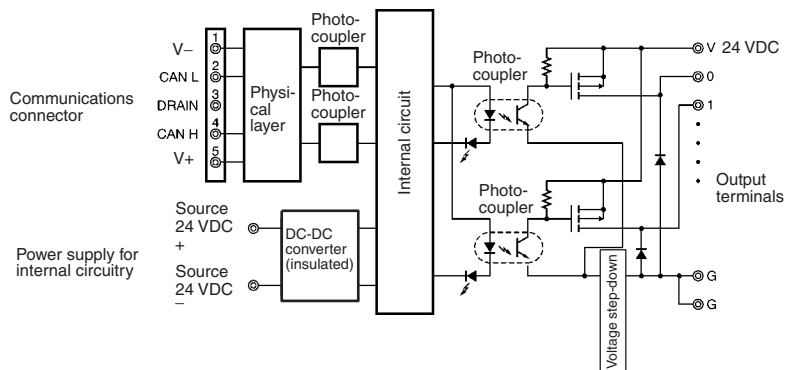 Communications
connector
1
V–
2
CAN L
3
DRAIN
4
CAN H
5
V+
Physi-
cal
layer
Photo-
coupler
Photo-
coupler
Internal circuit
Photo-
coupler
V 24 VDC
0
1
Output
terminals
Photo-
coupler
Power supply for
internal circuitry
Source
24 VDC
+
Source
24 VDC
–
DC-DC
converter
(insulated)
Voltage step-down
G
G